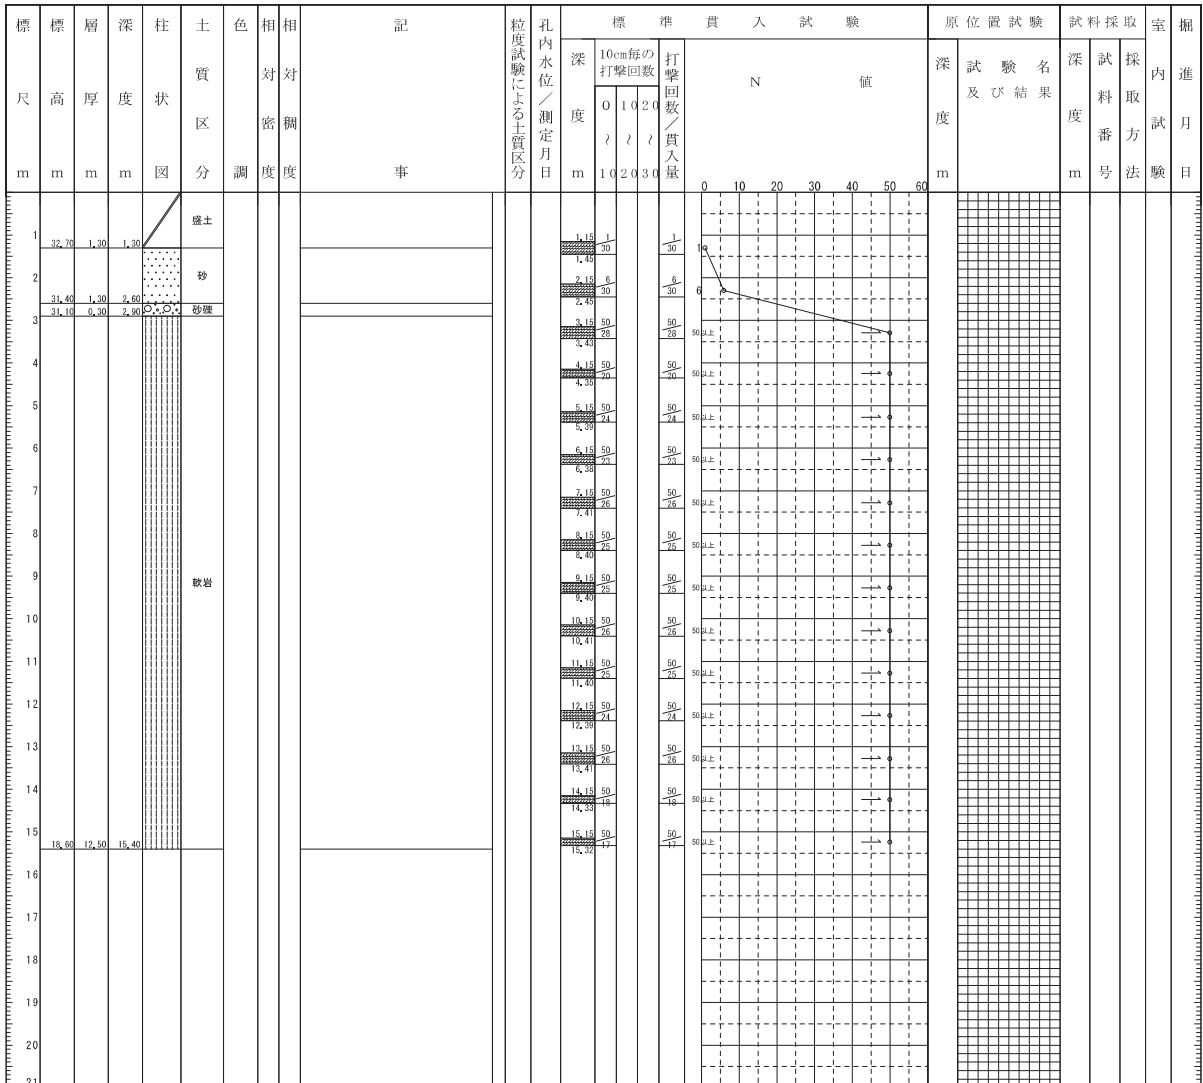 標尺 m
標高 m
層厚 m
深度 m
柱状図
土質区分
色調
相対密度
相対稠度
記事
粒度試験による土質区分
孔内水位/測定月日
標準貫入試験
深度 m
10cm毎の
打撃回数
0 ~ 10
10 ~ 20
20 ~ 30
打撃回数/貫入量
N 値
0 10 20 30 40 50 60
原位置試験
深度 m
試験名
及び結果
試料採取
深度 m
試料番号
採取方法
室内試験
掘進月日
盛土
1
32.70 1.30 1.30
1.15 1/30 1/30 1
1.45
2
砂
2.15 6/30 6/30 6
2.45
31.40 1.30 2.60
31.10 0.30 2.90
砂礫
3
3.15 50/28 50/28 50以上
3.43
4
4.15 50/20 50/20 50以上
4.35
5
5.15 50/24 50/24 50以上
5.39
6
6.15 50/23 50/23 50以上
6.38
7
7.15 50/26 50/26 50以上
7.41
8
8.15 50/25 50/25 50以上
8.40
9
軟岩
9.15 50/25 50/25 50以上
9.40
10
10.15 50/26 50/26 50以上
10.41
11
11.15 50/25 50/25 50以上
11.40
12
12.15 50/24 50/24 50以上
12.39
13
13.15 50/26 50/26 50以上
13.41
14
14.15 50/18 50/18 50以上
14.33
15
15.15 50/17 50/17 50以上
15.32
18.60 12.50 15.40
16
17
18
19
20
21